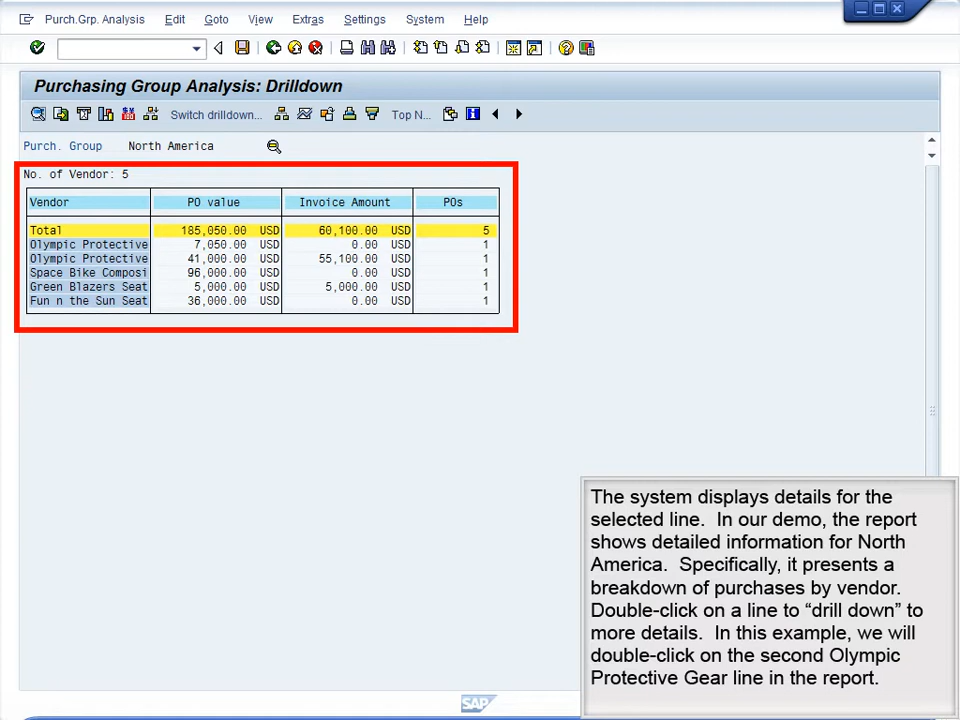 Purch.Grp. Analysis Edit Goto View Extras Settings System Help
Purchasing Group Analysis: Drilldown
Switch drilldown... Top N...
Purch. Group North America
No. of Vendor: 5
Vendor PO value Invoice Amount POs
Total 185,050.00 USD 60,100.00 USD 5
Olympic Protective 7,050.00 USD 0.00 USD 1
Olympic Protective 41,000.00 USD 55,100.00 USD 1
Space Bike Composi 96,000.00 USD 0.00 USD 1
Green Blazers Seat 5,000.00 USD 5,000.00 USD 1
Fun n the Sun Seat 36,000.00 USD 0.00 USD 1
The system displays details for the
selected line. In our demo, the report
shows detailed information for North
America. Specifically, it presents a
breakdown of purchases by vendor.
Double-click on a line to “drill down” to
more details. In this example, we will
double-click on the second Olympic
Protective Gear line in the report.
SAP